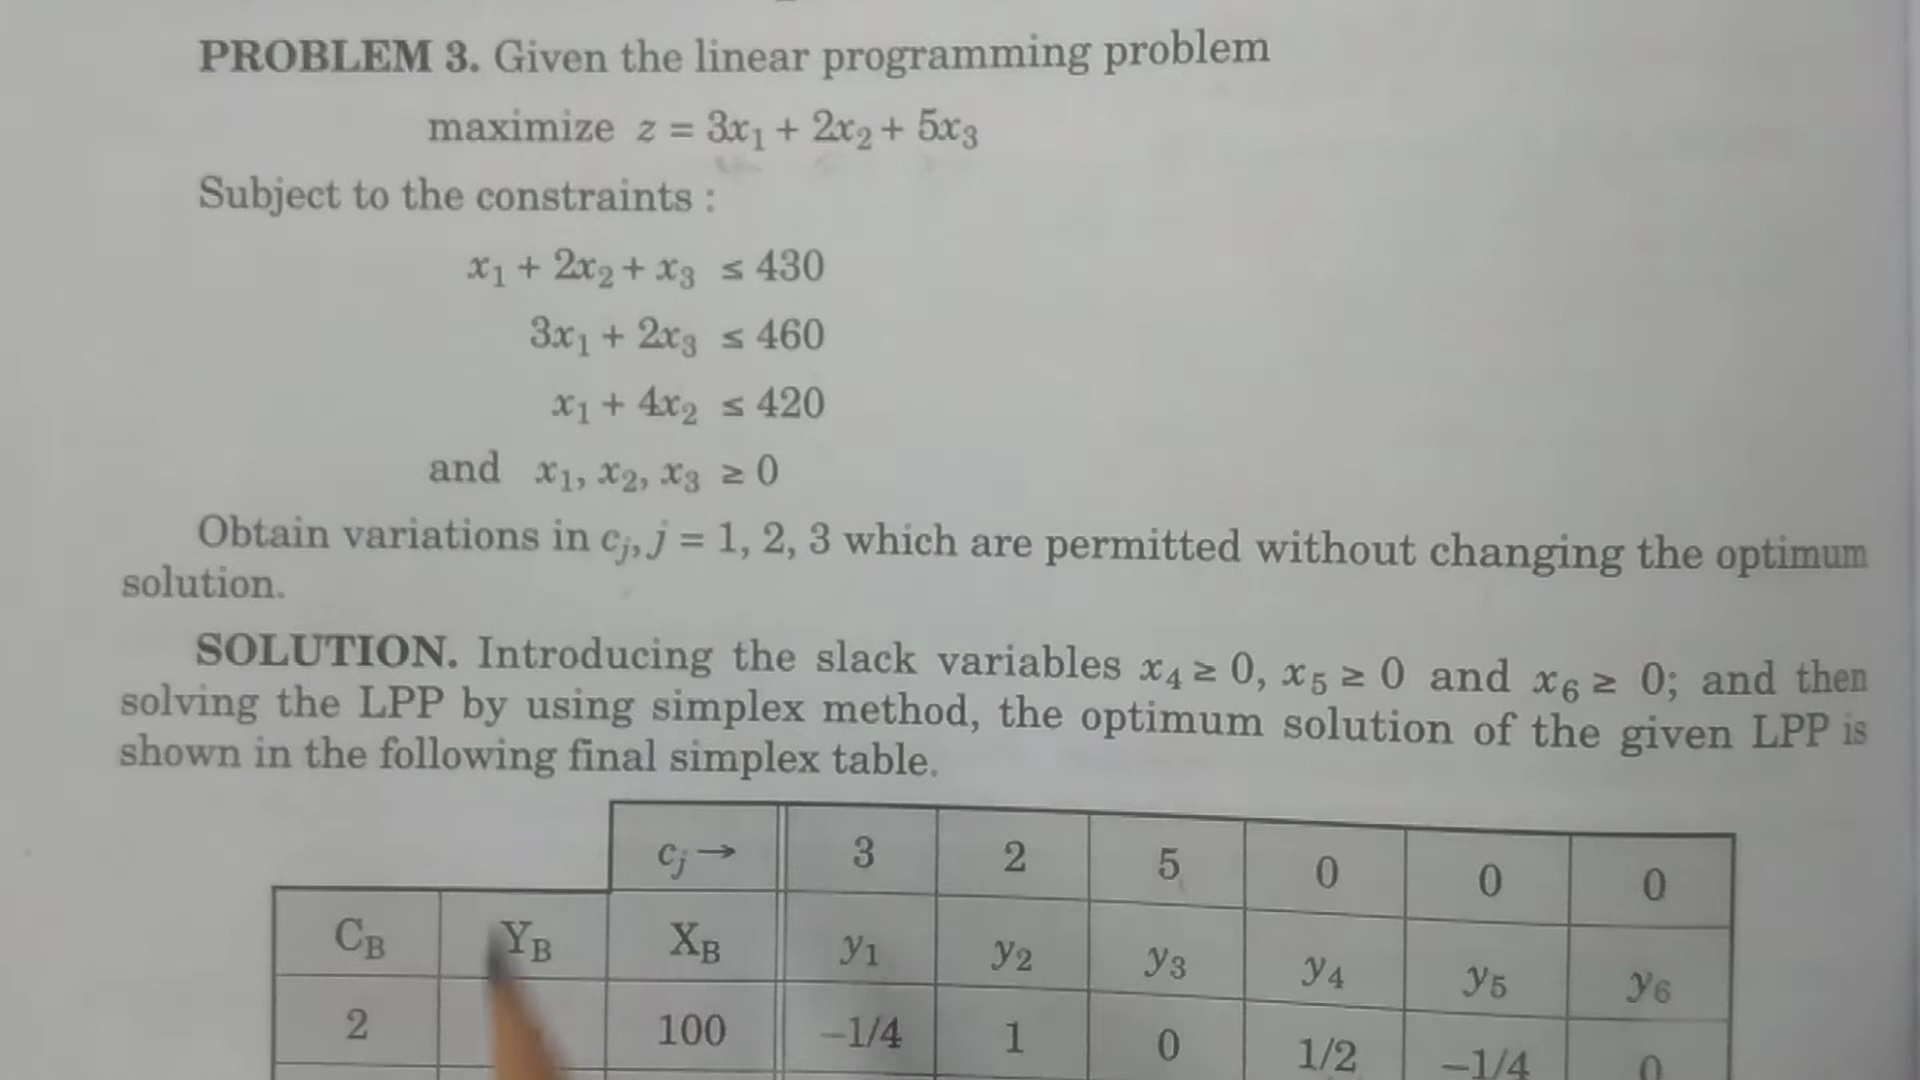 PROBLEM 3. Given the linear programming problem
maximize z = 3x₁ + 2x₂ + 5x₃
Subject to the constraints :
x₁ + 2x₂ + x₃ ≤ 430
3x₁ + 2x₃ ≤ 460
x₁ + 4x₂ ≤ 420
and x₁, x₂, x₃ ≥ 0
Obtain variations in cⱼ, j = 1, 2, 3 which are permitted without changing the optimum
solution.
SOLUTION. Introducing the slack variables x₄ ≥ 0, x₅ ≥ 0 and x₆ ≥ 0; and then
solving the LPP by using simplex method, the optimum solution of the given LPP is
shown in the following final simplex table.
cⱼ → 3 2 5 0 0 0
C_B Y_B X_B y₁ y₂ y₃ y₄ y₅ y₆
2 100 −1/4 1 0 1/2 −1/4 0